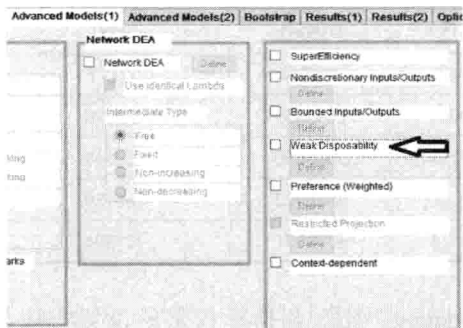 Advanced Models(1) Advanced Models(2) Bootstrap Results(1) Results(2) Optio
Network DEA
Network DEA Define
Use identical Lambda
Intermediate Type
Free
Fixed
Non-increasing
Non-decreasing
SuperEfficiency
Nondiscretionary Inputs/Outputs
Define
Bounded Inputs/Outputs
Define
Weak Disposability
Define
Preference (Weighted)
Define
Restricted Projection
Define
Context-dependent
arks